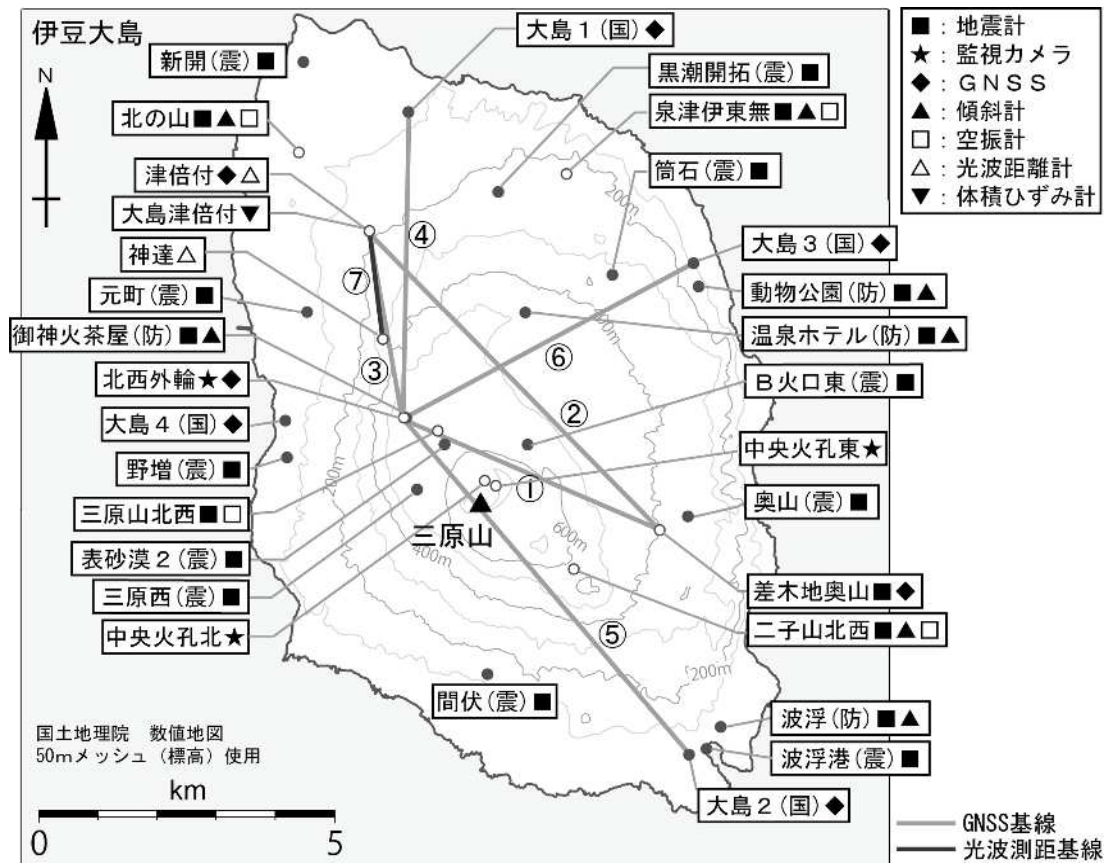 伊豆大島
N
新開(震)■
北の山■▲□
津倍付◆△
大島津倍付▼
神達△
元町(震)■
御神火茶屋(防)■▲
北西外輪★◆
大島4(国)◆
野増(震)■
三原山北西■□
表砂漠2(震)■
三原西(震)■
中央火孔北★
大島1(国)◆
黒潮開拓(震)■
泉津伊東無■▲□
筒石(震)■
大島3(国)◆
動物公園(防)■▲
温泉ホテル(防)■▲
B火口東(震)■
中央火孔東★
奥山(震)■
差木地奥山■◆
二子山北西■▲□
波浮(防)■▲
波浮港(震)■
大島2(国)◆
間伏(震)■
三原山
①
②
③
④
⑤
⑥
⑦
200m
200m
400m
600m
200m
■:地震計
★:監視カメラ
◆:GNSS
▲:傾斜計
□:空振計
△:光波距離計
▼:体積ひずみ計
国土地理院 数値地図
50mメッシュ(標高)使用
km
0 5
GNSS基線
光波測距基線